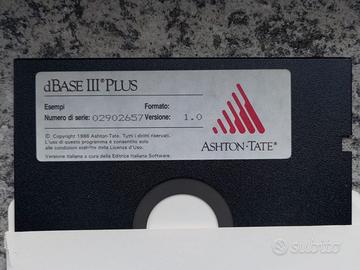 dBASE III® PLUS
Esempi Formato:
Numero di serie: 02902657 Versione: 1.0
© Copyright 1986 Ashton-Tate. Tutti i diritti riservati.
L'uso di questo programma è consentito solo
alle condizioni stabilite dalla Licenza d'Uso.
Versione Italiana a cura della Editrice Italiana Software.
ASHTON·TATE®
subito